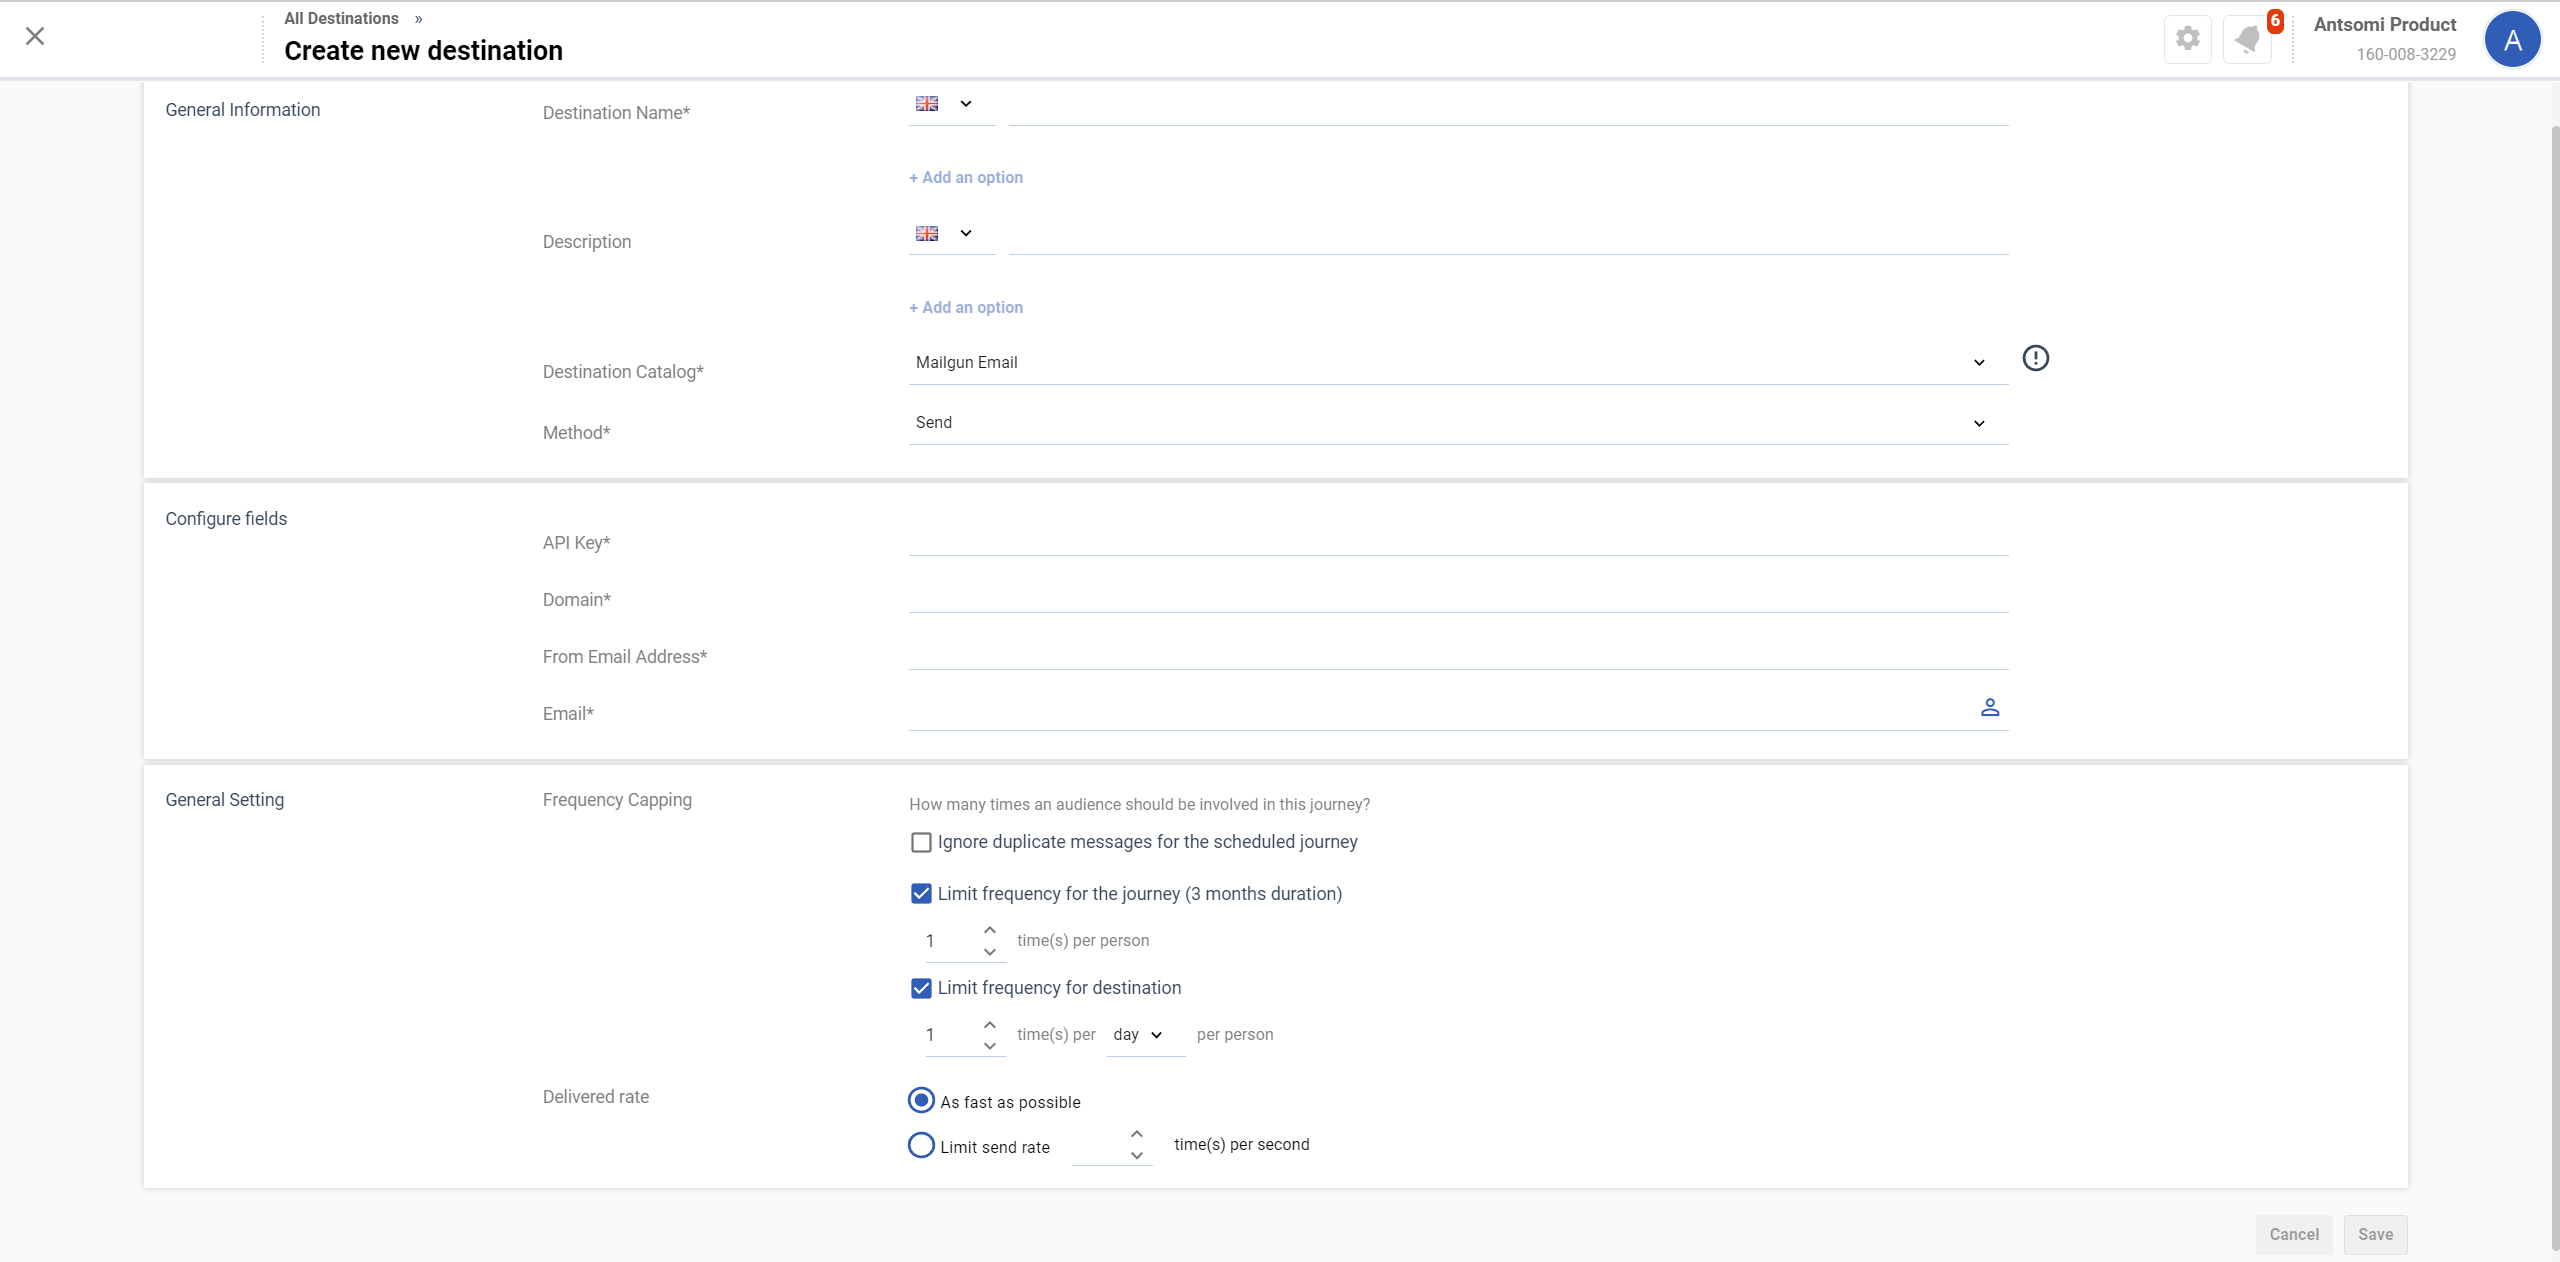 All Destinations »
Create new destination
6
Antsomi Product
160-008-3229
A
General Information
Destination Name*
+ Add an option
Description
+ Add an option
Destination Catalog*
Mailgun Email
Method*
Send
Configure fields
API Key*
Domain*
From Email Address*
Email*
General Setting
Frequency Capping
How many times an audience should be involved in this journey?
Ignore duplicate messages for the scheduled journey
Limit frequency for the journey (3 months duration)
1 time(s) per person
Limit frequency for destination
1 time(s) per day per person
Delivered rate
As fast as possible
Limit send rate time(s) per second
Cancel
Save